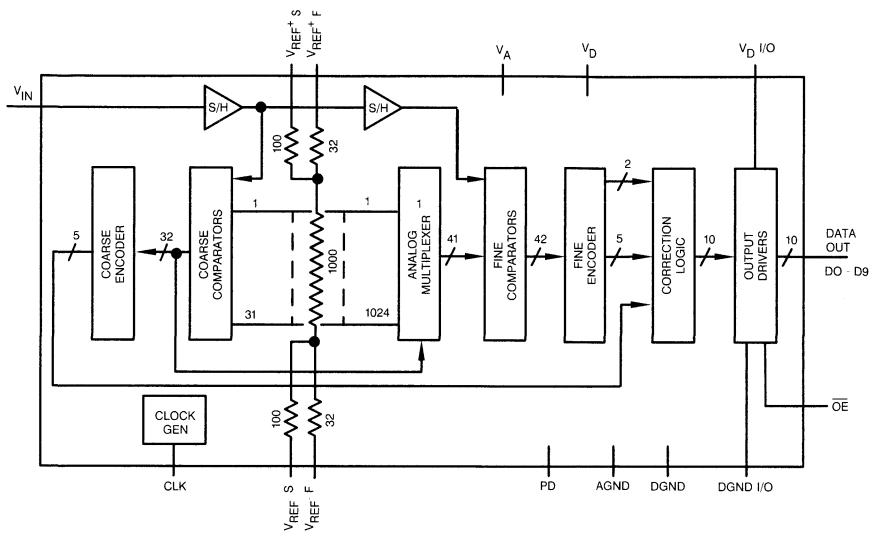 VREF+ S
VREF+ F
VA
VD
VD I/O
VIN
S/H
S/H
100
32
COARSE ENCODER
5
32
COARSE COMPARATORS
1
31
1000
1
1024
1
ANALOG MULTIPLEXER
41
FINE COMPARATORS
42
FINE ENCODER
2
5
CORRECTION LOGIC
10
OUTPUT DRIVERS
10
DATA
OUT
DO - D9
OE
CLOCK
GEN
100
32
CLK
VREF- S
VREF- F
PD
AGND
DGND
DGND I/O